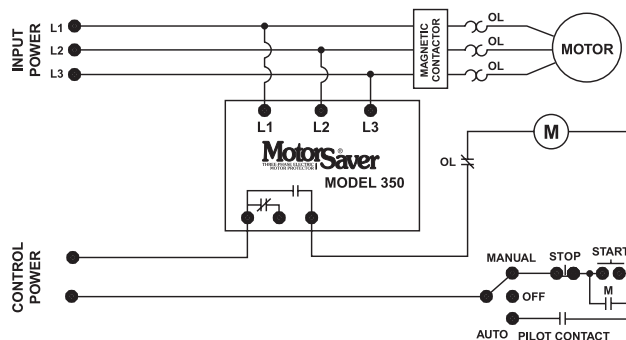 INPUT POWER
L1
L2
L3
MAGNETIC CONTACTOR
OL
OL
OL
MOTOR
L1 L2 L3
MotorSaver®
THREE-PHASE ELECTRIC
MOTOR PROTECTOR
MODEL 350
OL
M
CONTROL POWER
MANUAL
STOP
START
M
OFF
AUTO
PILOT CONTACT